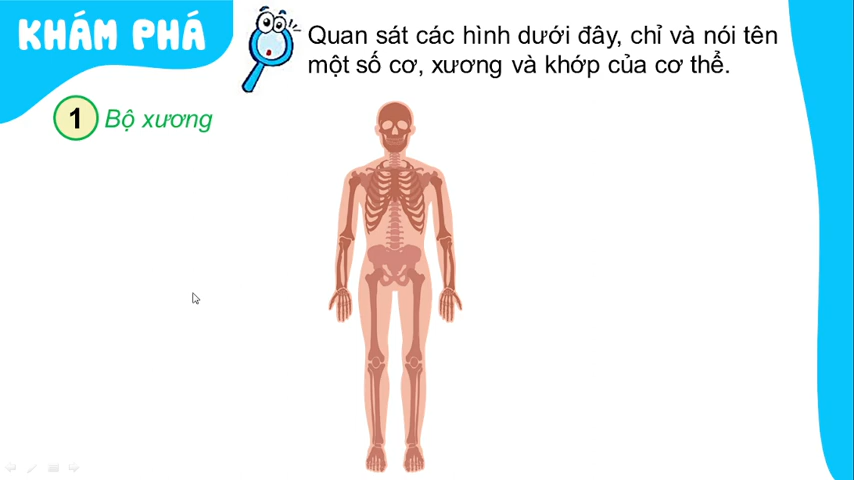 KHÁM PHÁ
Quan sát các hình dưới đây, chỉ và nói tên
một số cơ, xương và khớp của cơ thể.
1 Bộ xương